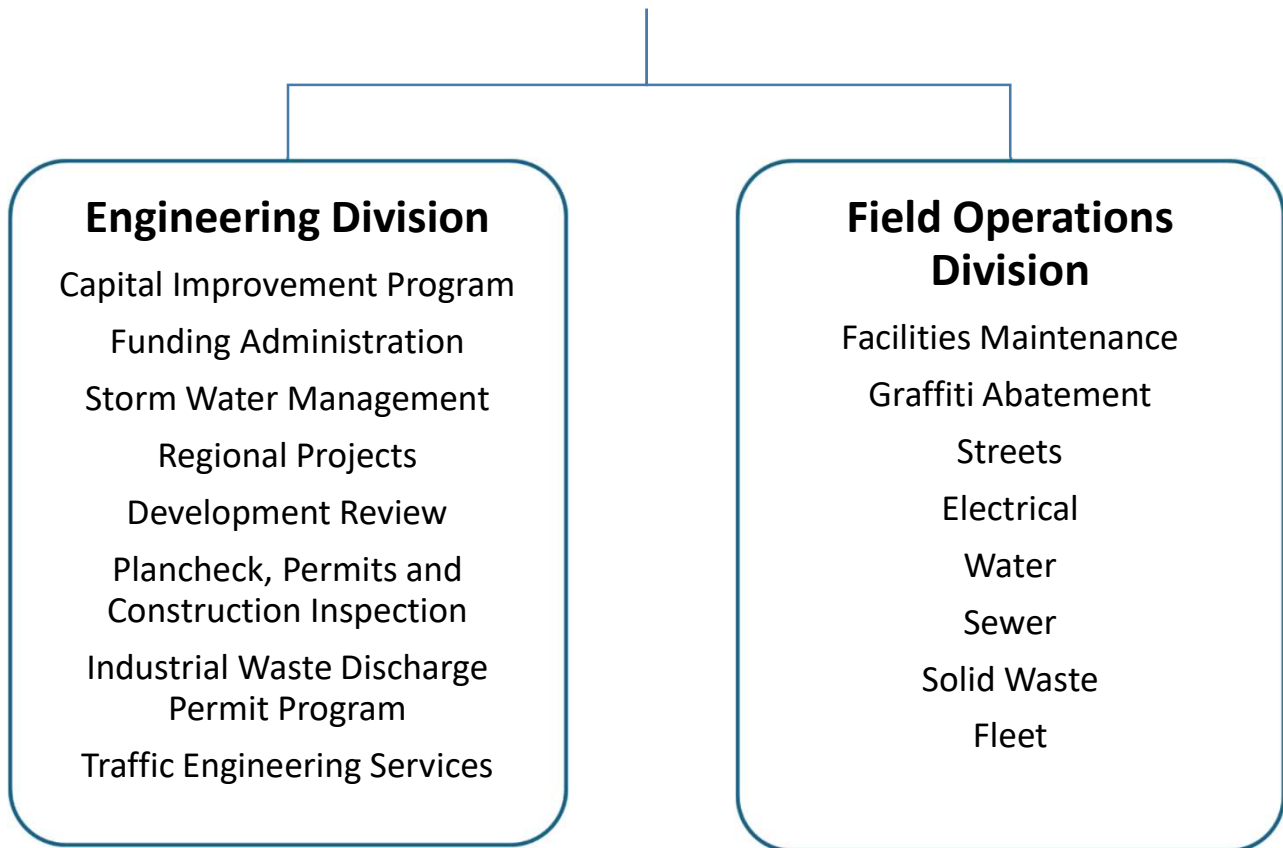 Engineering Division
Capital Improvement Program
Funding Administration
Storm Water Management
Regional Projects
Development Review
Plancheck, Permits and
Construction Inspection
Industrial Waste Discharge
Permit Program
Traffic Engineering Services
Field Operations
Division
Facilities Maintenance
Graffiti Abatement
Streets
Electrical
Water
Sewer
Solid Waste
Fleet